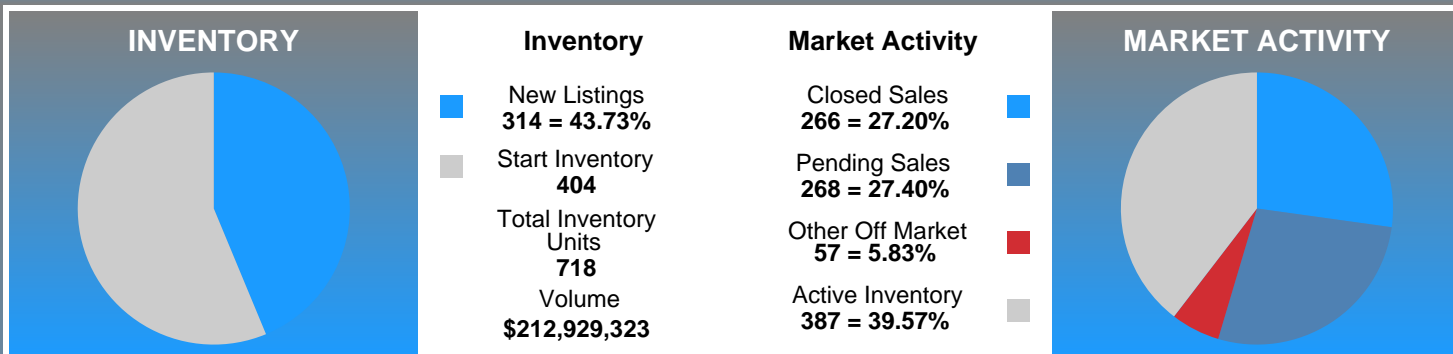 INVENTORY
Inventory
New Listings
314 = 43.73%
Start Inventory
404
Total Inventory
Units
718
Volume
$212,929,323
Market Activity
Closed Sales
266 = 27.20%
Pending Sales
268 = 27.40%
Other Off Market
57 = 5.83%
Active Inventory
387 = 39.57%
MARKET ACTIVITY